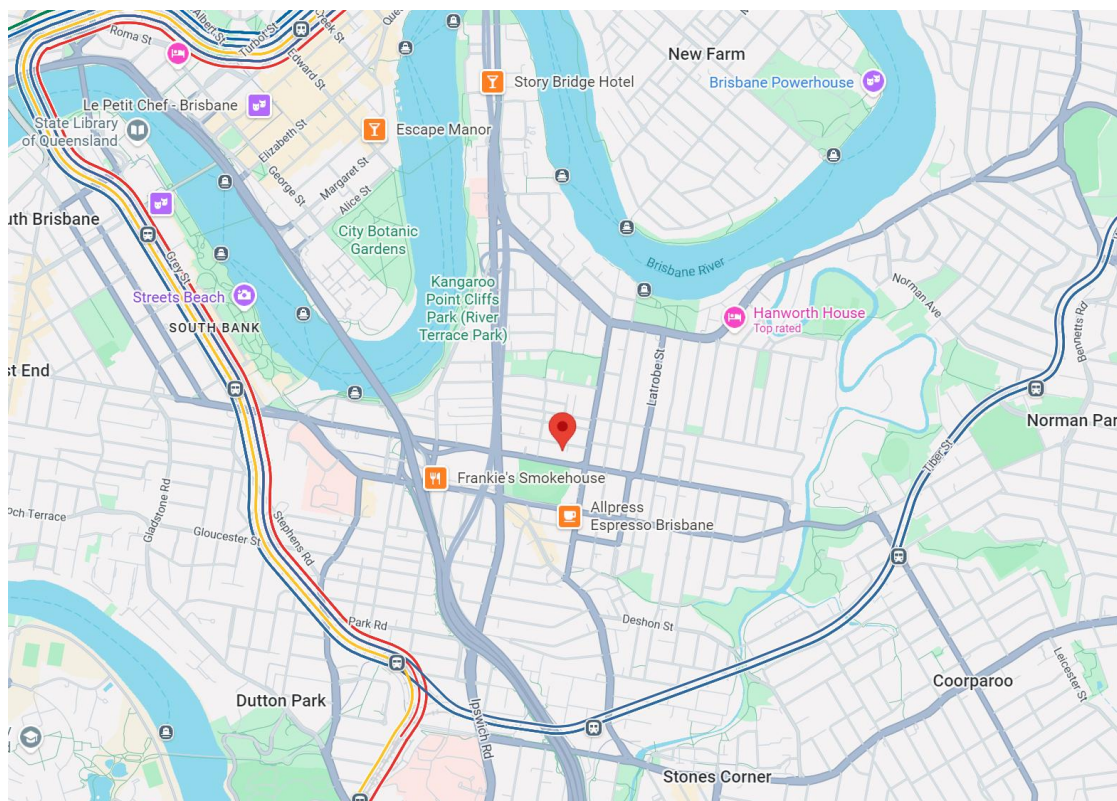 Albert St
Roma St
Turbot St
Creek St
Edward St
New Farm
Story Bridge Hotel
Brisbane Powerhouse
Le Petit Chef - Brisbane
State Library
of Queensland
Escape Manor
Elizabeth St
Margaret St
George St
Alice St
uth Brisbane
City Botanic
Gardens
Grey St
Brisbane River
Kangaroo
Point Cliffs
Park (River
Terrace Park)
Norman Ave
Streets Beach
Hanworth House
Top rated
Bennetts Rd
SOUTH BANK
st End
Latrobe St
Norman Par
Tiber St
Frankie's Smokehouse
Gladstone Rd
och Terrace
Allpress
Espresso Brisbane
Gloucester St
Stephens Rd
Park Rd
Deshon St
Leicester St
Coorparoo
Dutton Park
Ipswich Rd
Stones Corner